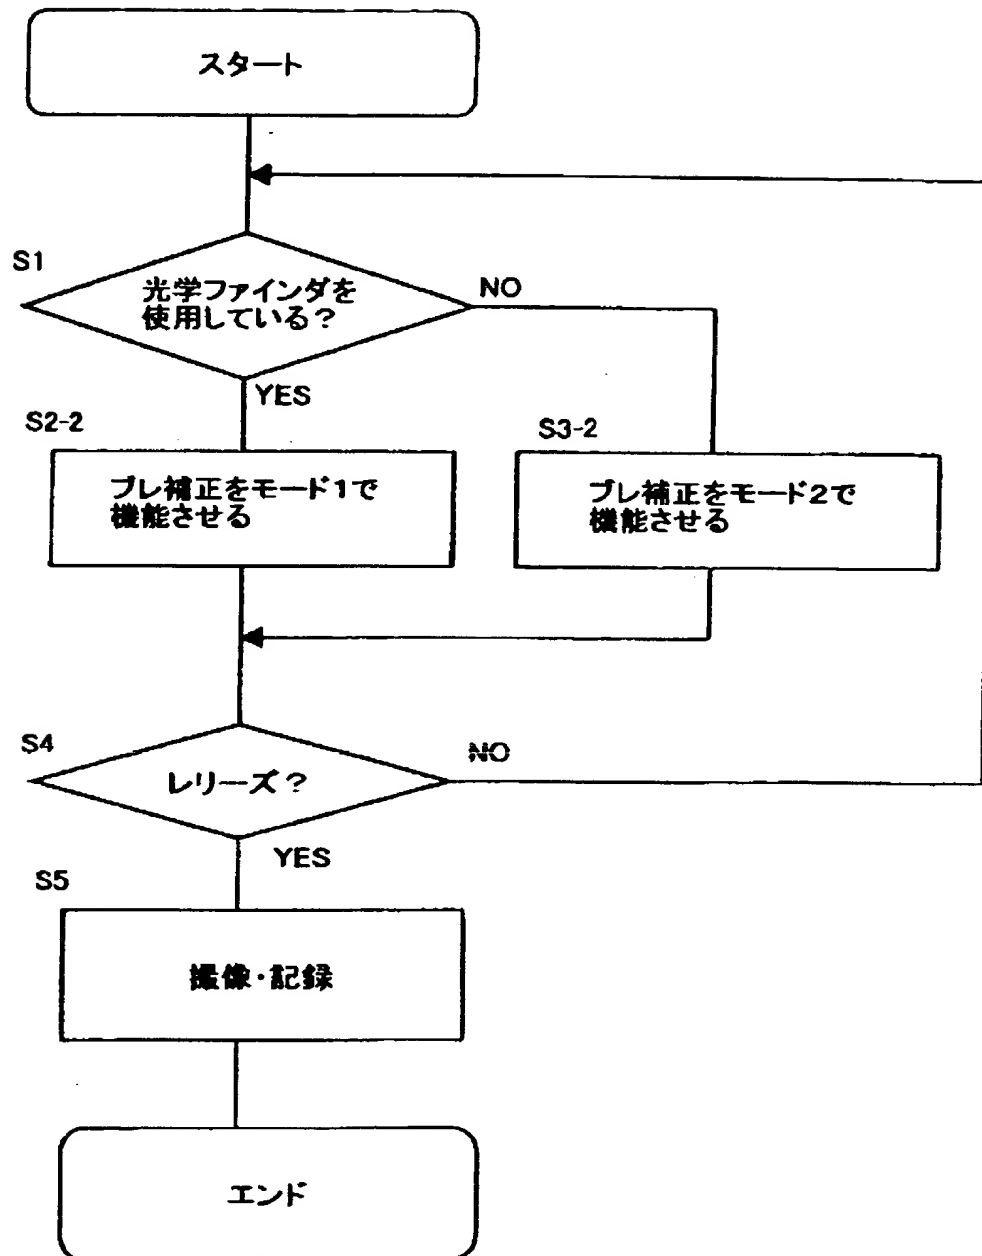 スタート
S1
光学ファインダを
使用している？
NO
YES
S2-2
ブレ補正をモード1で
機能させる
S3-2
ブレ補正をモード2で
機能させる
S4
レリーズ？
NO
YES
S5
撮像・記録
エンド